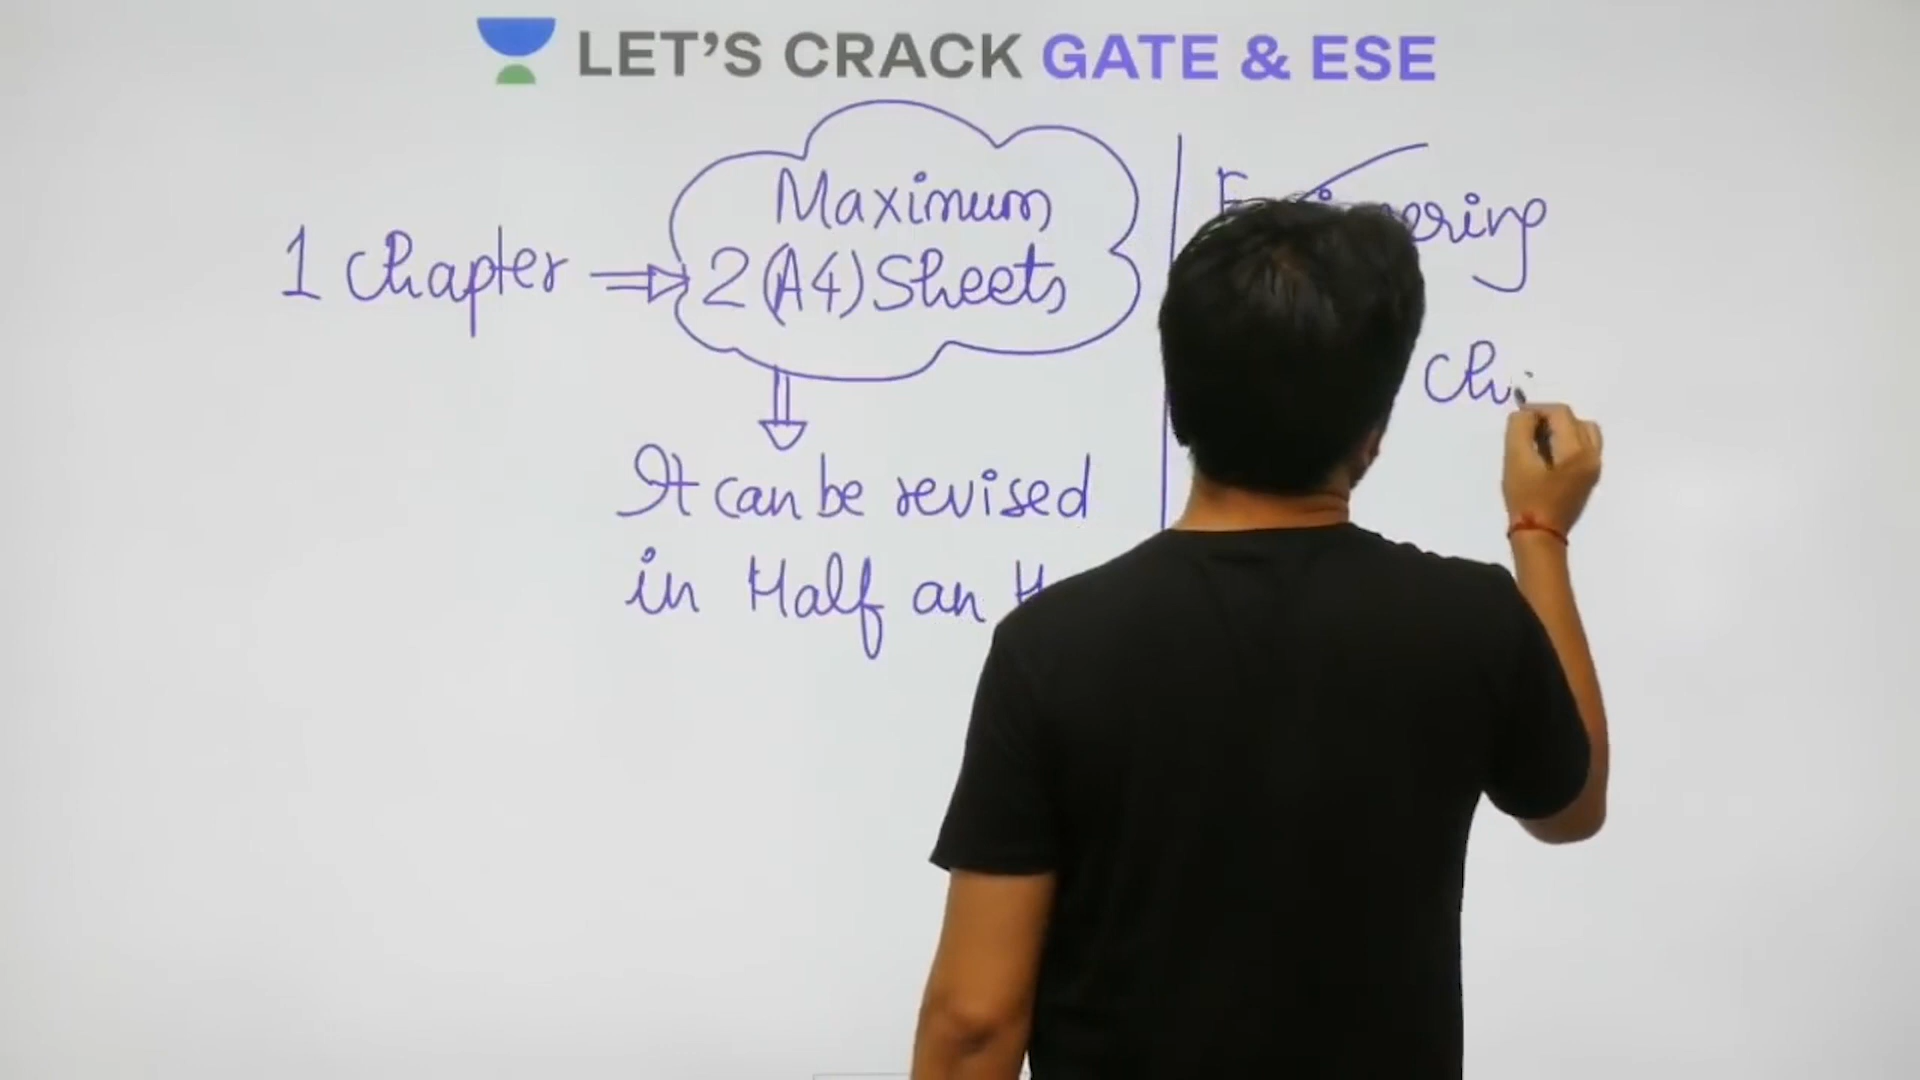 LET'S CRACK GATE & ESE
1 Chapter ⇒ Maximum
2 (A4) Sheets
It can be revised
in Half an